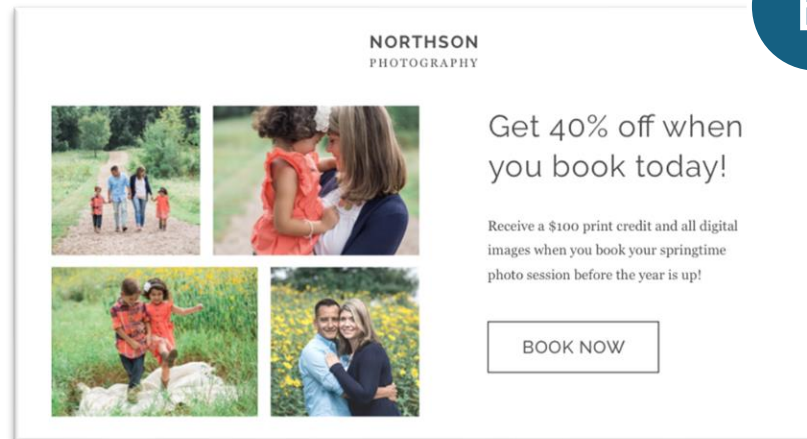 NORTHSON
PHOTOGRAPHY
Get 40% off when
you book today!
Receive a $100 print credit and all digital
images when you book your springtime
photo session before the year is up!
BOOK NOW